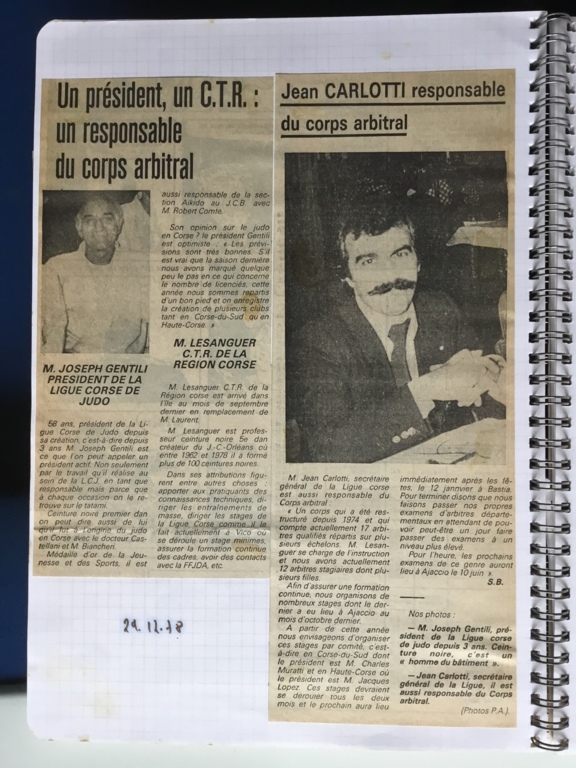 Un président, un C.T.R. :
un responsable
du corps arbitral
M. JOSEPH GENTILI
PRESIDENT DE LA
LIGUE CORSE DE
JUDO
56 ans, président de la Li-
gue Corse de Judo depuis
sa création, c'est-à-dire depuis
3 ans M. Joseph Gentili est
ce que l'on peut appeler un
président actif. Non seulement
par le travail qu'il réalise au
sein de la L.C.J. en tant que
responsable mais parce que
à chaque occasion on le re-
trouve sur le tatami.
Ceinture noire premier dan
on peut dire aussi de lui
qu'il fut à l'origine du judo
en Corse avec le docteur Cas-
tellani et M. Biancheri.
Médaille d'or de la Jeu-
nesse et des Sports, il est
aussi responsable de la sec-
tion Aïkido au J.C.B. avec
M. Robert Comte.
Son opinion sur le judo
en Corse ? le président Gentili
est optimiste : « Les prévi-
sions sont très bonnes. S'il
est vrai que la saison dernière
nous avons marqué quelque
peu le pas en ce qui concerne
le nombre de licenciés, cette
année nous sommes repartis
d'un bon pied et on enregistre
la création de plusieurs clubs
tant en Corse-du-Sud qu'en
Haute-Corse. »
M. LESANGUER
C.T.R. DE LA
REGION CORSE
M. Lesanguer C.T.R. de la
Région corse est arrivé dans
l'île au mois de septembre
dernier en remplacement de
M. Laurent.
M. Lesanguer est profes-
seur ceinture noire 5e dan
créateur du J.-C.-Orléans où
entre 1962 et 1978 il a formé
plus de 100 ceintures noires.
Dans ses attributions figu-
rent entre autres choses :
apporter aux pratiquants des
connaissances techniques, di-
riger les entraînements de
masse, diriger les stages de
la Ligue Corse comme il le
fait actuellement à Vico où
se déroule un stage minimes,
assurer la formation continue
des cadres, avoir des contacts
avec la FFJDA, etc.
29.12.78
Jean CARLOTTI responsable
du corps arbitral
M. Jean Carlotti, secrétaire
général de la Ligue corse
est aussi responsable du Corps
arbitral :
« Un corps qui a été res-
tructuré depuis 1974 et qui
compte actuellement 17 arbi-
tres qualifiés répartis sur plu-
sieurs échelons. M. Lesan-
guer se charge de l'instruction
et nous avons actuellement
12 arbitres stagiaires dont plu-
sieurs filles.
Afin d'assurer une formation
continue, nous organisons de
nombreux stages dont le der-
nier a eu lieu à Ajaccio au
mois d'octobre dernier.
A partir de cette année
nous envisageons d'organiser
ces stages par comité, c'est-
à-dire en Corse-du-Sud dont
le président est M. Charles
Muratti et en Haute-Corse où
le président est M. Jacques
Lopez. Ces stages devraient
se dérouler tous les deux
mois et le prochain aura lieu
immédiatement après les fê-
tes, le 12 janvier à Bastia.
Pour terminer disons que nous
faisons passer nos propres
examens d'arbitres départe-
mentaux en attendant de pou-
voir peut-être un jour faire
passer des examens à un
niveau plus élevé.
Pour l'heure, les prochains
examens de ce genre auront
lieu à Ajaccio le 10 juin »
S.B.
Nos photos :
— M. Joseph Gentili, pré-
sident de la Ligue corse
de judo depuis 3 ans. Cein-
ture noire, c'est un
« homme du bâtiment ».
— Jean Carlotti, secrétaire
général de la Ligue, il est
aussi responsable du Corps
arbitral.
(Photos P.A.)